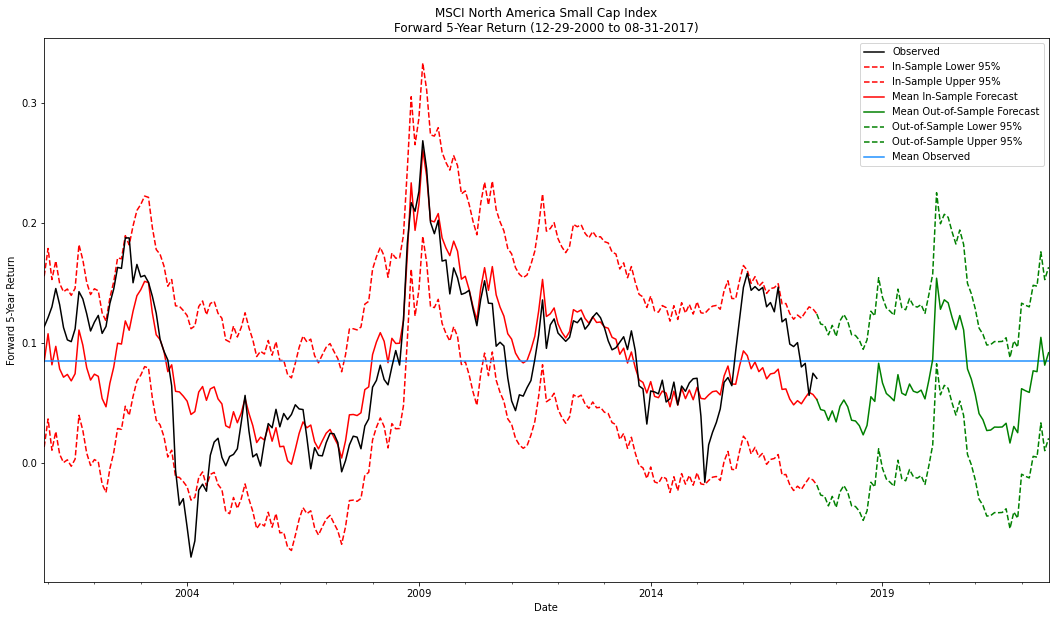 MSCI North America Small Cap Index
Forward 5-Year Return (12-29-2000 to 08-31-2017)
Observed
In-Sample Lower 95%
In-Sample Upper 95%
Mean In-Sample Forecast
Mean Out-of-Sample Forecast
Out-of-Sample Lower 95%
Out-of-Sample Upper 95%
Mean Observed
Forward 5-Year Return
0.3
0.2
0.1
0.0
2004
2009
2014
2019
Date